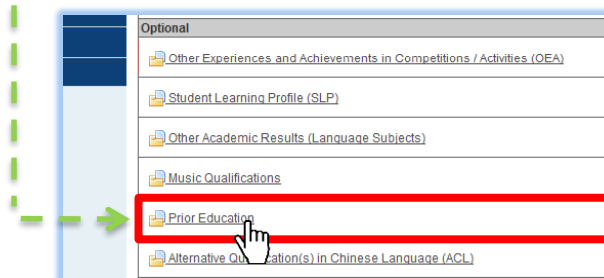 Optional
Other Experiences and Achievements in Competitions / Activities (OEA)
Student Learning Profile (SLP)
Other Academic Results (Language Subjects)
Music Qualifications
Prior Education
Alternative Qualification(s) in Chinese Language (ACL)